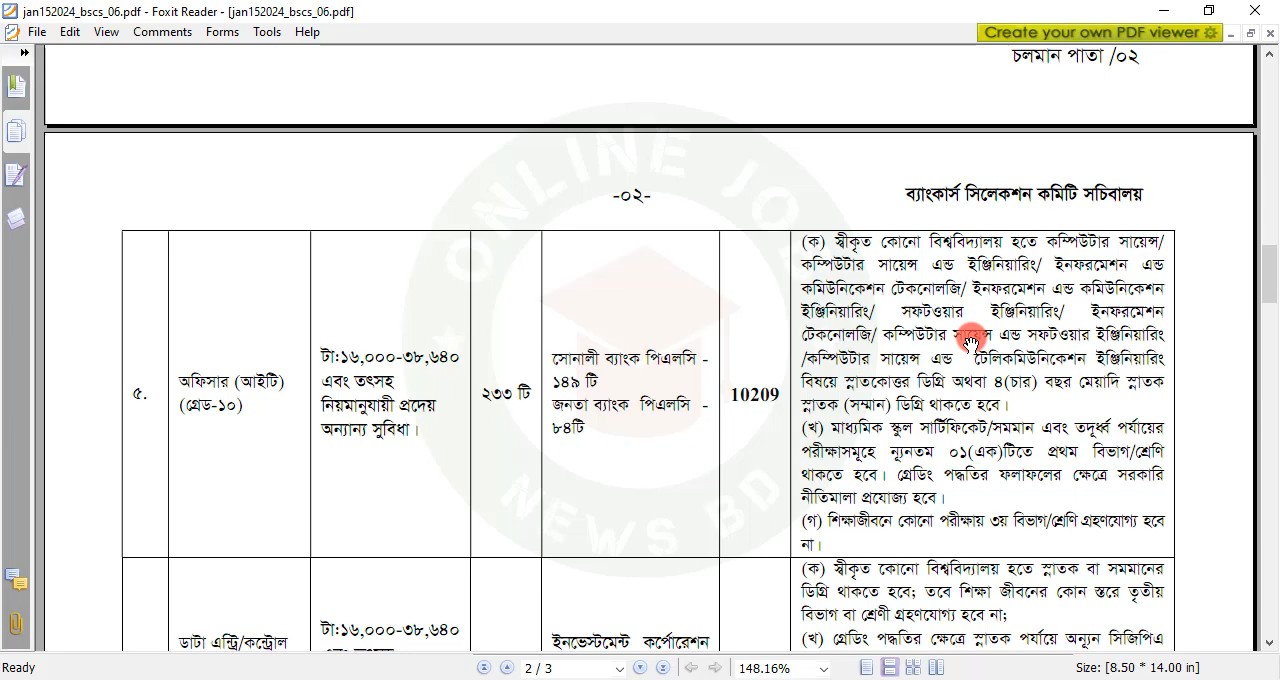 jan152024_bscs_06.pdf - Foxit Reader - [jan152024_bscs_06.pdf]
File Edit View Comments Forms Tools Help
Create your own PDF viewer
চলমান পাতা /০২
-০২-
ব্যাংকার্স সিলেকশন কমিটি সচিবালয়
৫.
অফিসার (আইটি)
(গ্রেড-১০)
টা:১৬,০০০-৩৮,৬৪০
এবং তৎসহ
নিয়মানুযায়ী প্রদেয়
অন্যান্য সুবিধা।
২৩৩ টি
সোনালী ব্যাংক পিএলসি -
১৪৯ টি
জনতা ব্যাংক পিএলসি -
৮৪টি
10209
(ক) স্বীকৃত কোনো বিশ্ববিদ্যালয় হতে কম্পিউটার সায়েন্স/
কম্পিউটার সায়েন্স এন্ড ইঞ্জিনিয়ারিং/ ইনফরমেশন এন্ড
কমিউনিকেশন টেকনোলজি/ ইনফরমেশন এন্ড কমিউনিকেশন
ইঞ্জিনিয়ারিং/ সফটওয়ার ইঞ্জিনিয়ারিং/ ইনফরমেশন
টেকনোলজি/ কম্পিউটার সায়েন্স এন্ড সফটওয়ার ইঞ্জিনিয়ারিং
/কম্পিউটার সায়েন্স এন্ড টেলিকমিউনিকেশন ইঞ্জিনিয়ারিং
বিষয়ে স্নাতকোত্তর ডিগ্রি অথবা ৪(চার) বছর মেয়াদি স্নাতক
স্নাতক (সম্মান) ডিগ্রি থাকতে হবে।
(খ) মাধ্যমিক স্কুল সার্টিফিকেট/সমমান এবং তদূর্ধ্ব পর্যায়ের
পরীক্ষাসমূহে ন্যূনতম ০১(এক)টিতে প্রথম বিভাগ/শ্রেণি
থাকতে হবে। গ্রেডিং পদ্ধতির ফলাফলের ক্ষেত্রে সরকারি
নীতিমালা প্রযোজ্য হবে।
(গ) শিক্ষাজীবনে কোনো পরীক্ষায় ৩য় বিভাগ/শ্রেণি গ্রহণযোগ্য হবে
না।
ডাটা এন্ট্রি/কন্ট্রোল
টা:১৬,০০০-৩৮,৬৪০
ইনভেস্টমেন্ট কর্পোরেশন
(ক) স্বীকৃত কোনো বিশ্ববিদ্যালয় হতে স্নাতক বা সমমানের
ডিগ্রি থাকতে হবে; তবে শিক্ষা জীবনের কোন স্তরে তৃতীয়
বিভাগ বা শ্রেণী গ্রহণযোগ্য হবে না;
(খ) গ্রেডিং পদ্ধতির ক্ষেত্রে স্নাতক পর্যায়ে অন্যূন সিজিপিএ
ONLINE JOB
NEWS BD
Ready
2 / 3
148.16%
Size: [8.50 * 14.00 in]